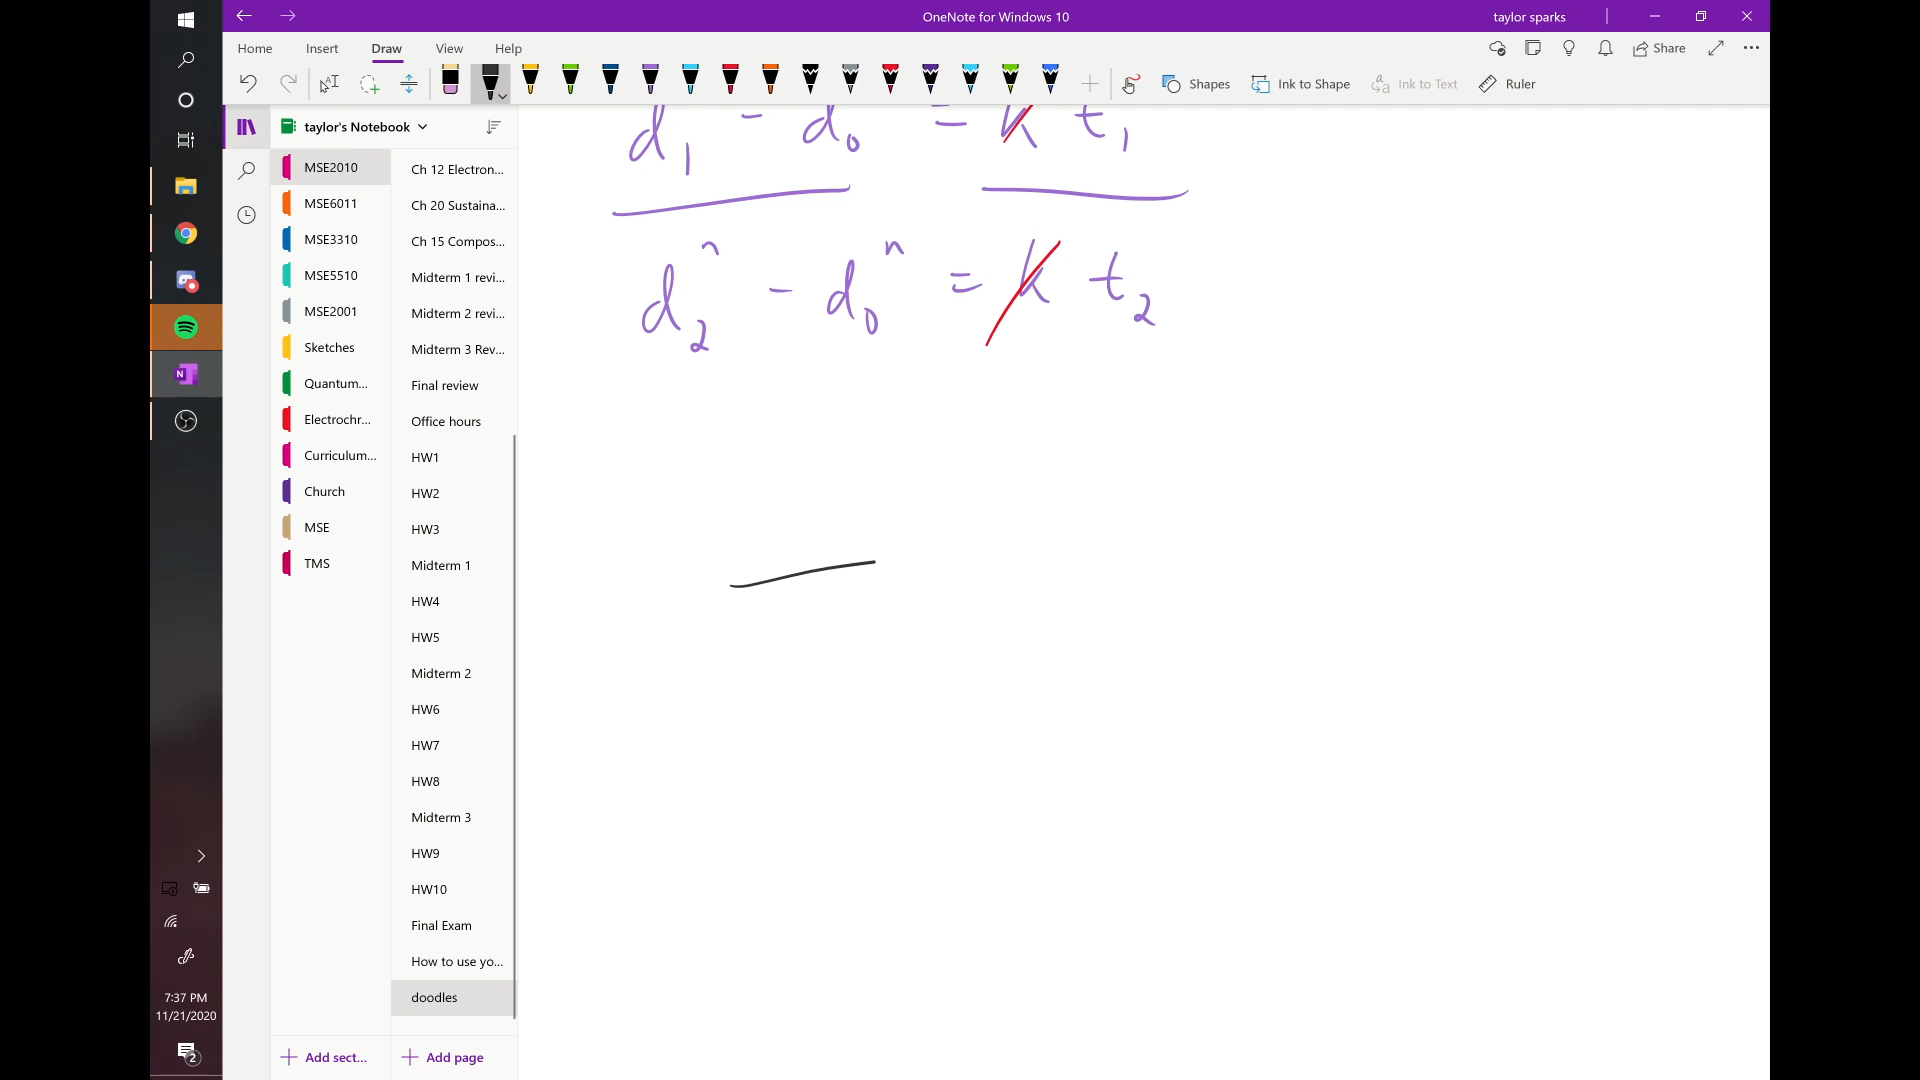 OneNote for Windows 10
taylor sparks
Home Insert Draw View Help
Share
Shapes Ink to Shape Ink to Text Ruler
taylor's Notebook
MSE2010
MSE6011
MSE3310
MSE5510
MSE2001
Sketches
Quantum...
Electrochr...
Curriculum...
Church
MSE
TMS
Ch 12 Electron...
Ch 20 Sustaina...
Ch 15 Compos...
Midterm 1 revi...
Midterm 2 revi...
Midterm 3 Rev...
Final review
Office hours
HW1
HW2
HW3
Midterm 1
HW4
HW5
Midterm 2
HW6
HW7
HW8
Midterm 3
HW9
HW10
Final Exam
How to use yo...
doodles
Add sect...
Add page
d₁ - d₀ = k t₁
d₂ⁿ - d₀ⁿ = k t₂
7:37 PM
11/21/2020
2